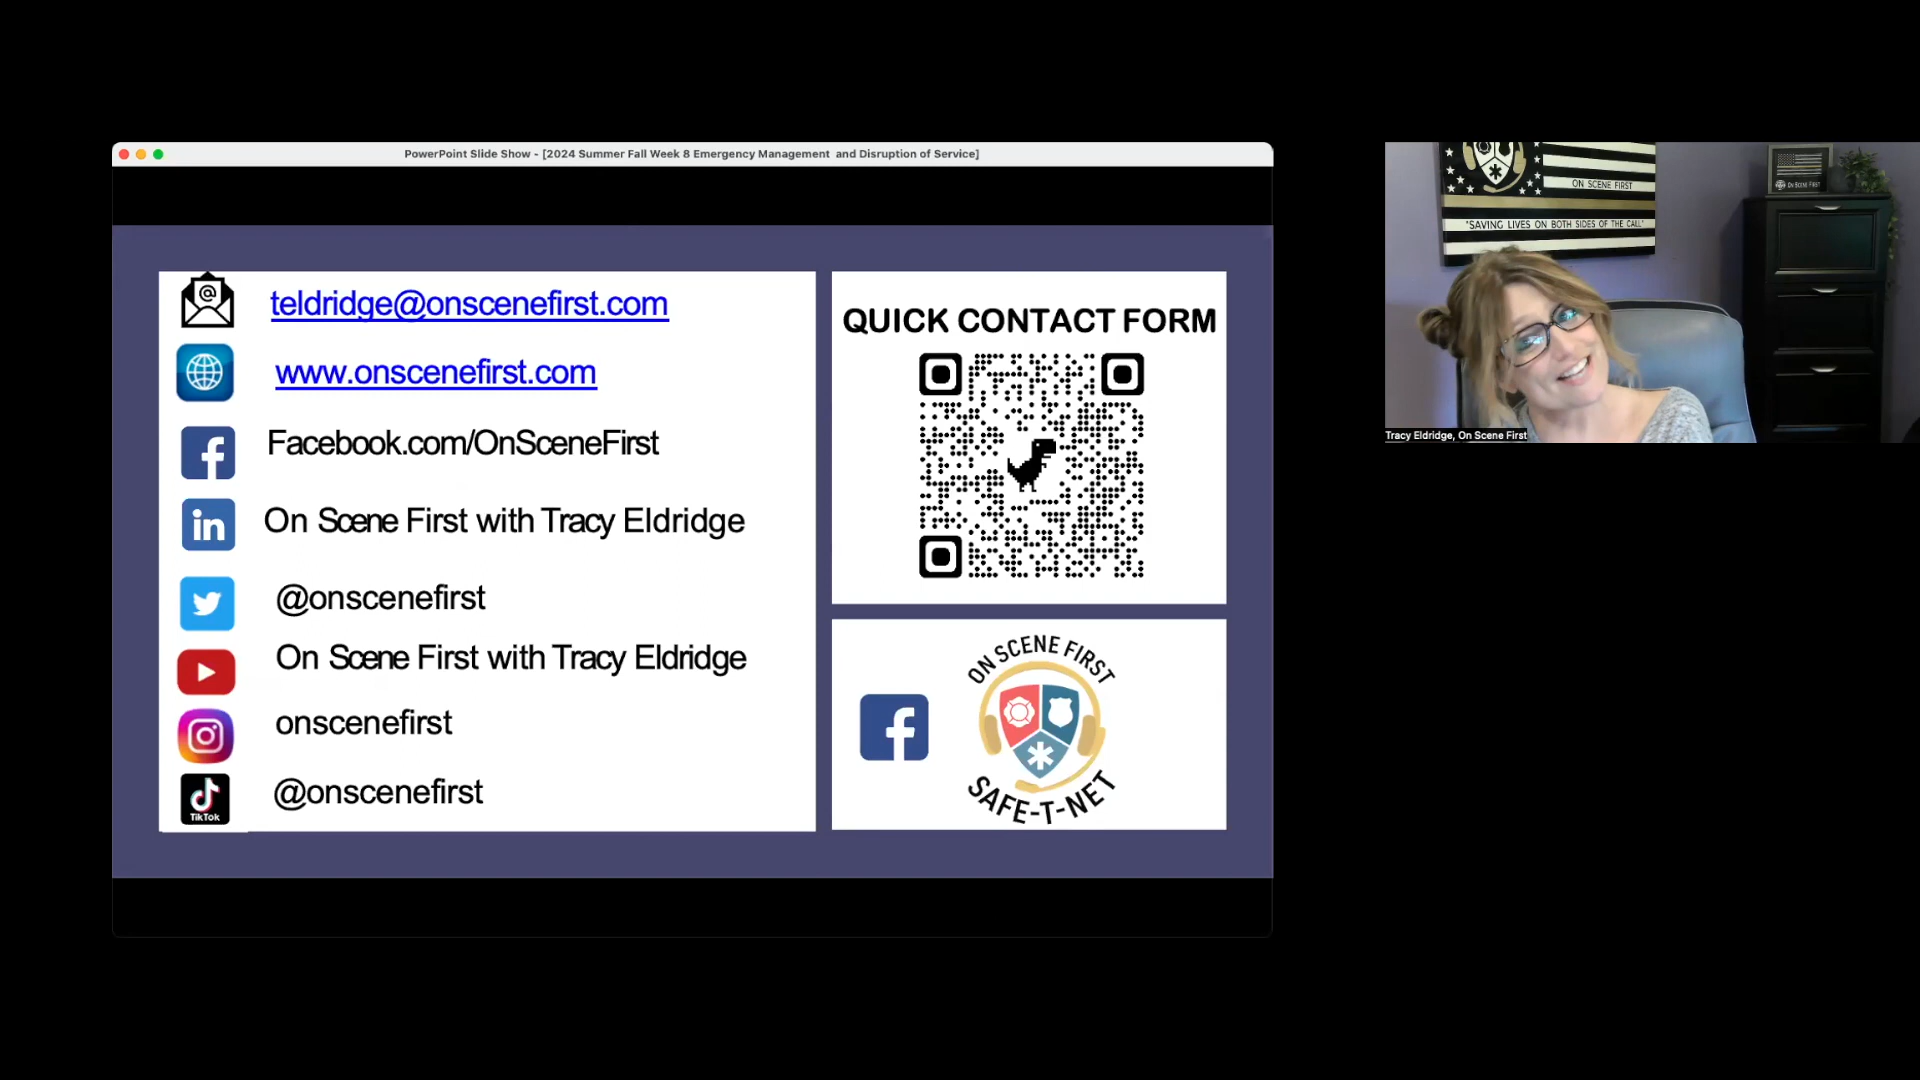 PowerPoint Slide Show - [2024 Summer Fall Week 8 Emergency Management  and Disruption of Service]
teldridge@onscenefirst.com
www.onscenefirst.com
Facebook.com/OnSceneFirst
On Scene First with Tracy Eldridge
@onscenefirst
On Scene First with Tracy Eldridge
onscenefirst
TikTok
@onscenefirst
QUICK CONTACT FORM
ON SCENE FIRST
SAFE-T-NET
ON SCENE FIRST
"SAVING LIVES ON BOTH SIDES OF THE CALL"
ON SCENE FIRST
Tracy Eldridge, On Scene First